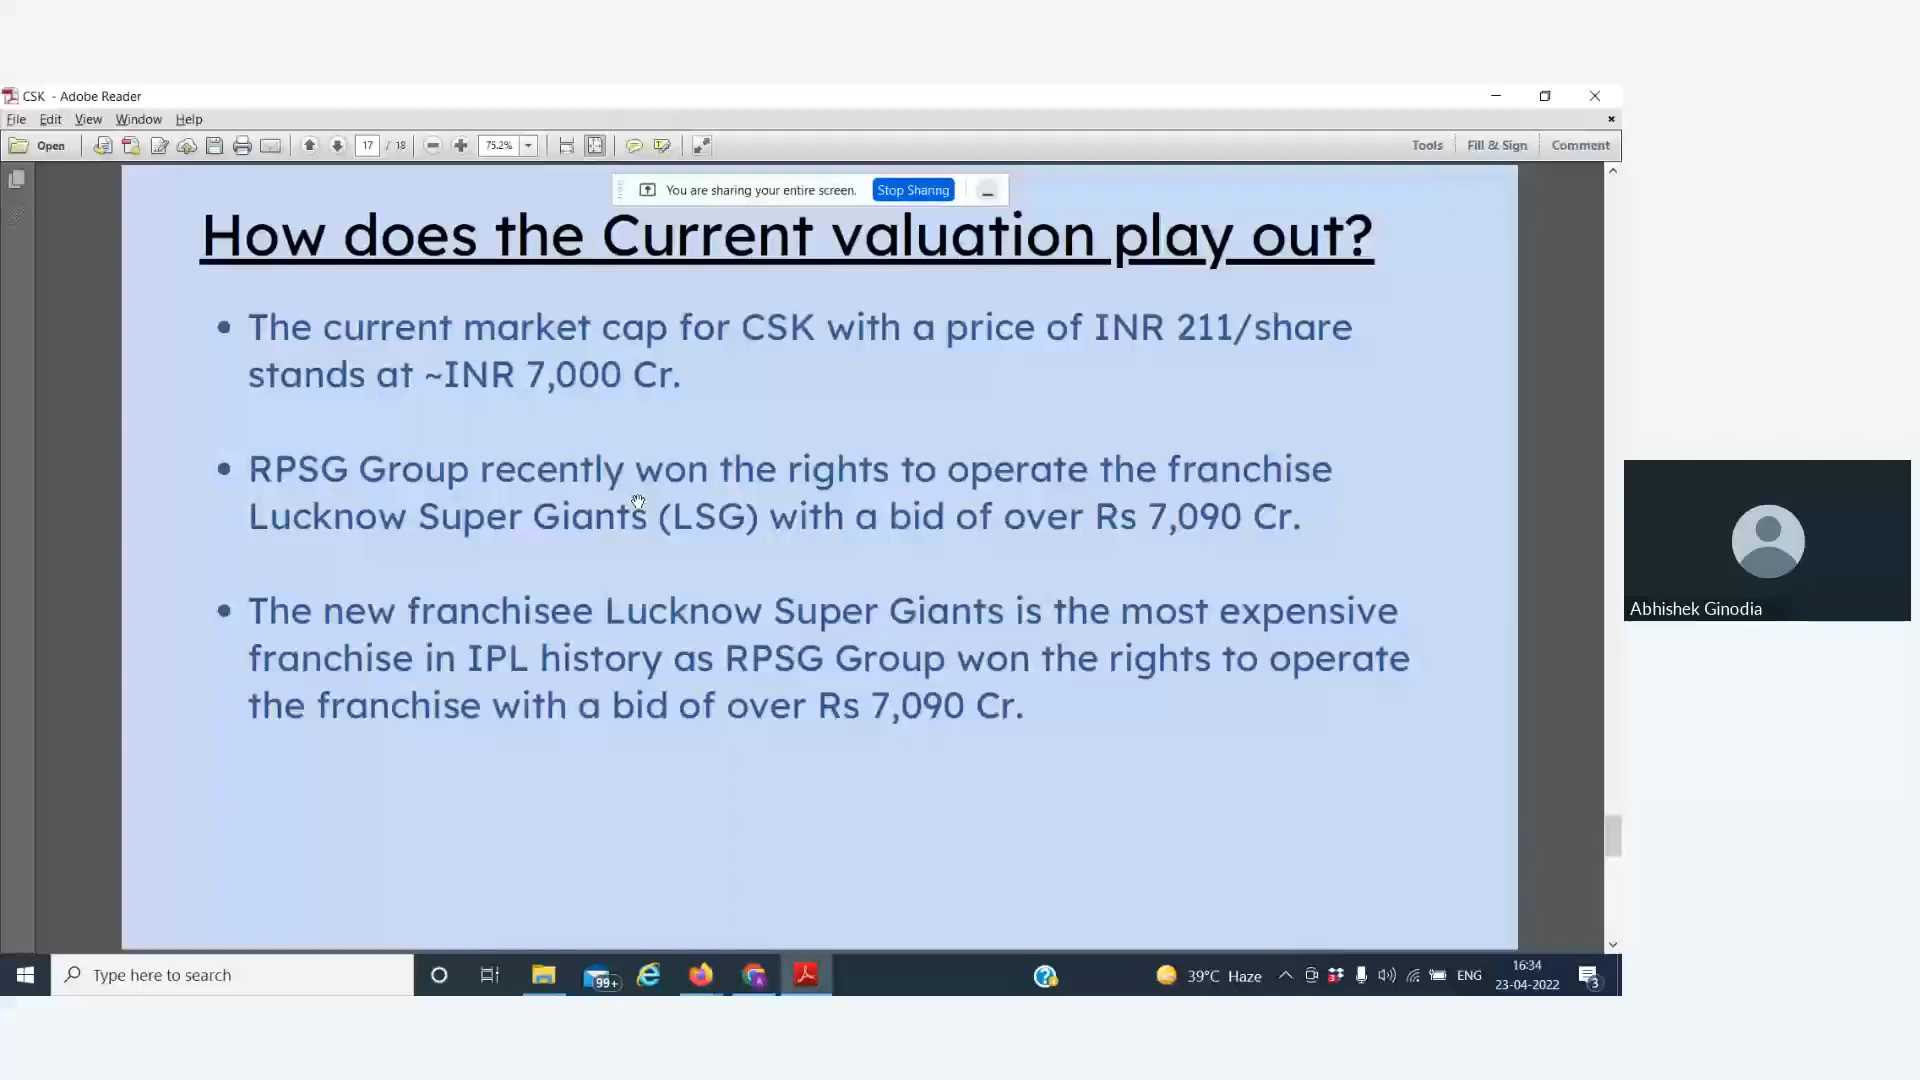 CSK - Adobe Reader
File Edit View Window Help
Open 17 / 18 75.2% Tools Fill & Sign Comment
You are sharing your entire screen. Stop Sharing
How does the Current valuation play out?
• The current market cap for CSK with a price of INR 211/share
stands at ~INR 7,000 Cr.
• RPSG Group recently won the rights to operate the franchise
Lucknow Super Giants (LSG) with a bid of over Rs 7,090 Cr.
• The new franchisee Lucknow Super Giants is the most expensive
franchise in IPL history as RPSG Group won the rights to operate
the franchise with a bid of over Rs 7,090 Cr.
Abhishek Ginodia
Type here to search 99+ 39°C Haze ENG 16:34
23-04-2022 3